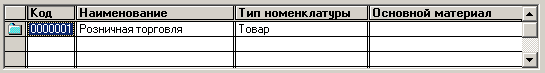 Код Наименование Тип номенклатуры Основной материал
0000001 Розничная торговля Товар